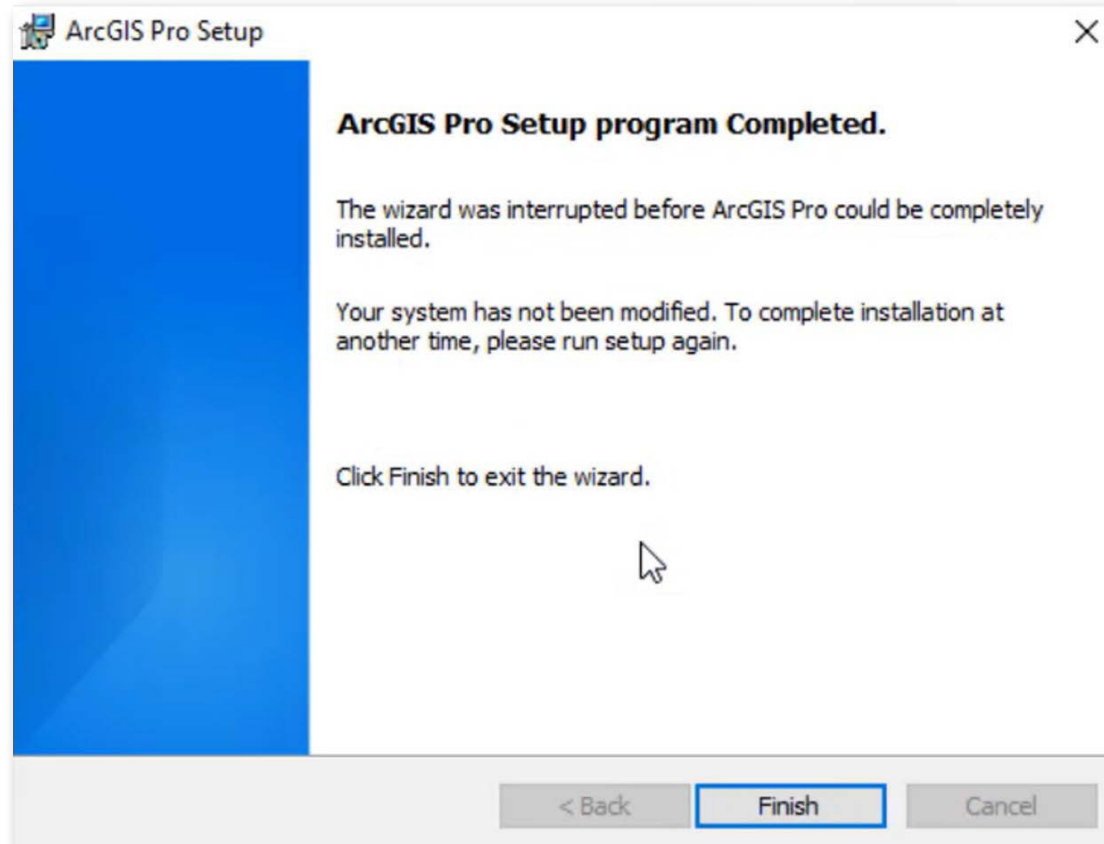 ArcGIS Pro Setup
ArcGIS Pro Setup program Completed.
The wizard was interrupted before ArcGIS Pro could be completely
installed.
Your system has not been modified. To complete installation at
another time, please run setup again.
Click Finish to exit the wizard.
< Back Finish Cancel